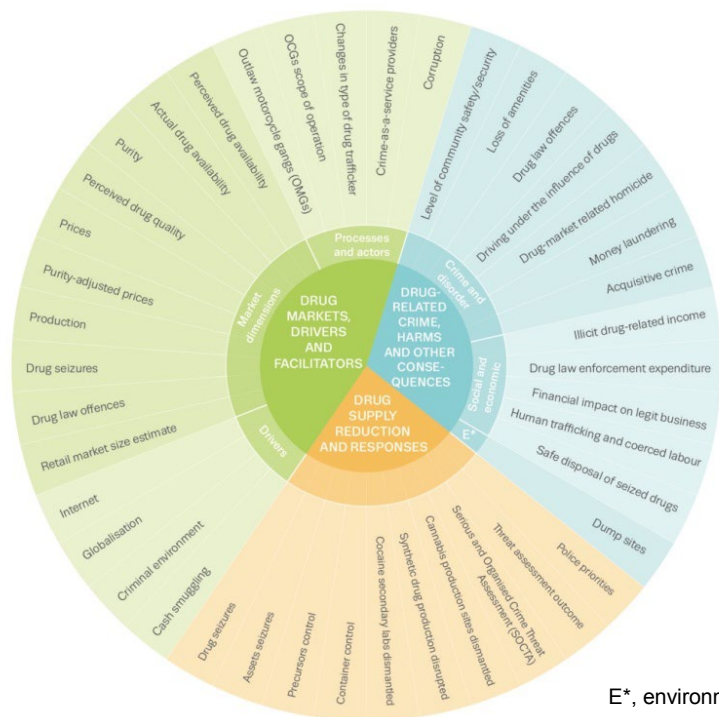 DRUG
MARKETS,
DRIVERS
AND
FACILITATORS
Processes
and actors
Outlaw motorcycle gangs (OMGs)
OCGs scope of operation
Changes in type of drug trafficker
Crime-as-a-service providers
Corruption
Market
dimensions
Perceived drug availability
Actual drug availability
Purity
Perceived drug quality
Prices
Purity-adjusted prices
Production
Drug seizures
Drug law offences
Retail market size estimate
Drivers
Internet
Globalisation
Criminal environment
Cash smuggling
DRUG-
RELATED
CRIME,
HARMS
AND OTHER
CONSE-
QUENCES
Crime and
disorder
Level of community safety/security
Loss of amenities
Drug law offences
Driving under the influence of drugs
Drug-market related homicide
Money laundering
Acquisitive crime
Social and
economic
Illicit drug-related income
Drug law enforcement expenditure
Financial impact on legit business
Human trafficking and coerced labour
Safe disposal of seized drugs
E*
Dump sites
DRUG
SUPPLY
REDUCTION
AND RESPONSES
Drug seizures
Assets seizures
Precursors control
Container control
Cocaine secondary labs dismantled
Synthetic drug production disrupted
Cannabis production sites dismantled
Serious and Organised Crime Threat
Assessment (SOCTA)
Threat assessment outcome
Police priorities
E*,